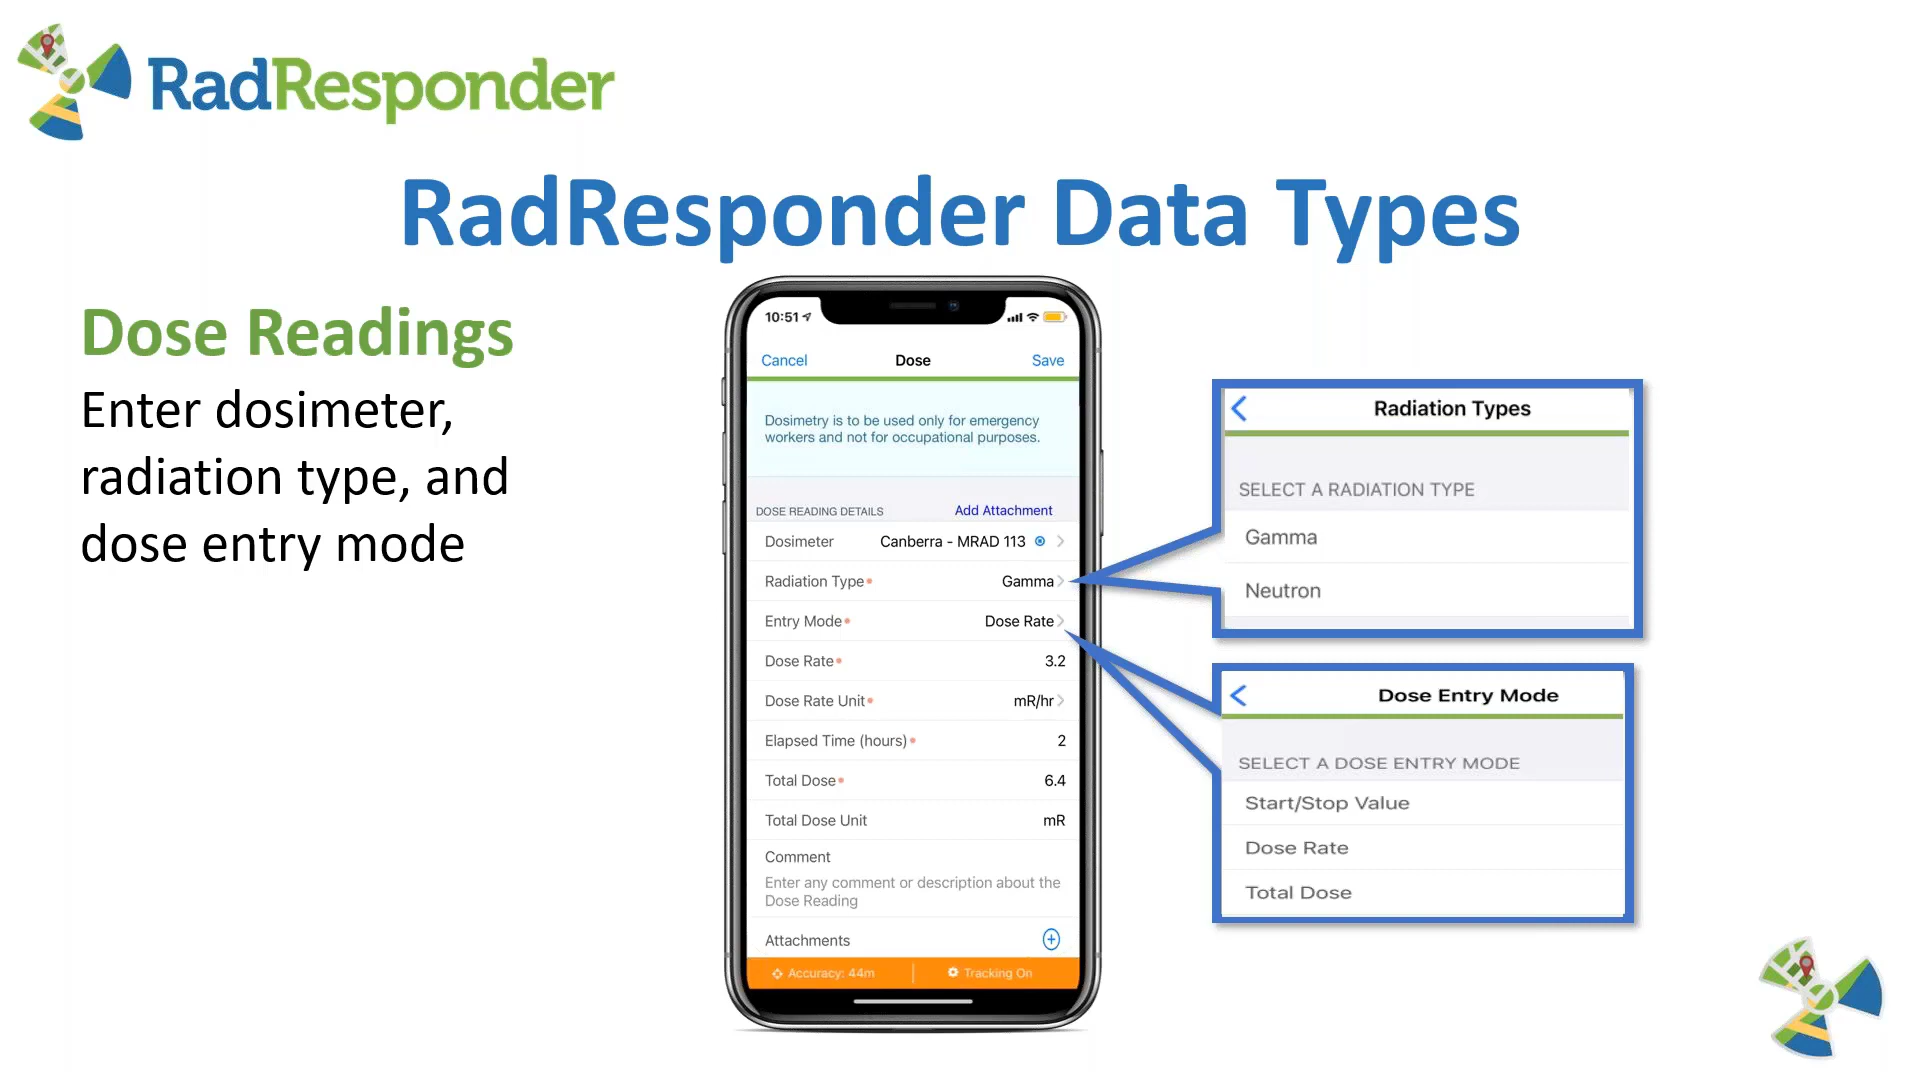 RadResponder
RadResponder Data Types
Dose Readings
Enter dosimeter,
radiation type, and
dose entry mode
10:51
Cancel Dose Save
Dosimetry is to be used only for emergency
workers and not for occupational purposes.
DOSE READING DETAILS Add Attachment
Dosimeter Canberra - MRAD 113
Radiation Type Gamma
Entry Mode Dose Rate
Dose Rate 3.2
Dose Rate Unit mR/hr
Elapsed Time (hours) 2
Total Dose 6.4
Total Dose Unit mR
Comment
Enter any comment or description about the
Dose Reading
Attachments
Accuracy: 44m Tracking On
Radiation Types
SELECT A RADIATION TYPE
Gamma
Neutron
Dose Entry Mode
SELECT A DOSE ENTRY MODE
Start/Stop Value
Dose Rate
Total Dose